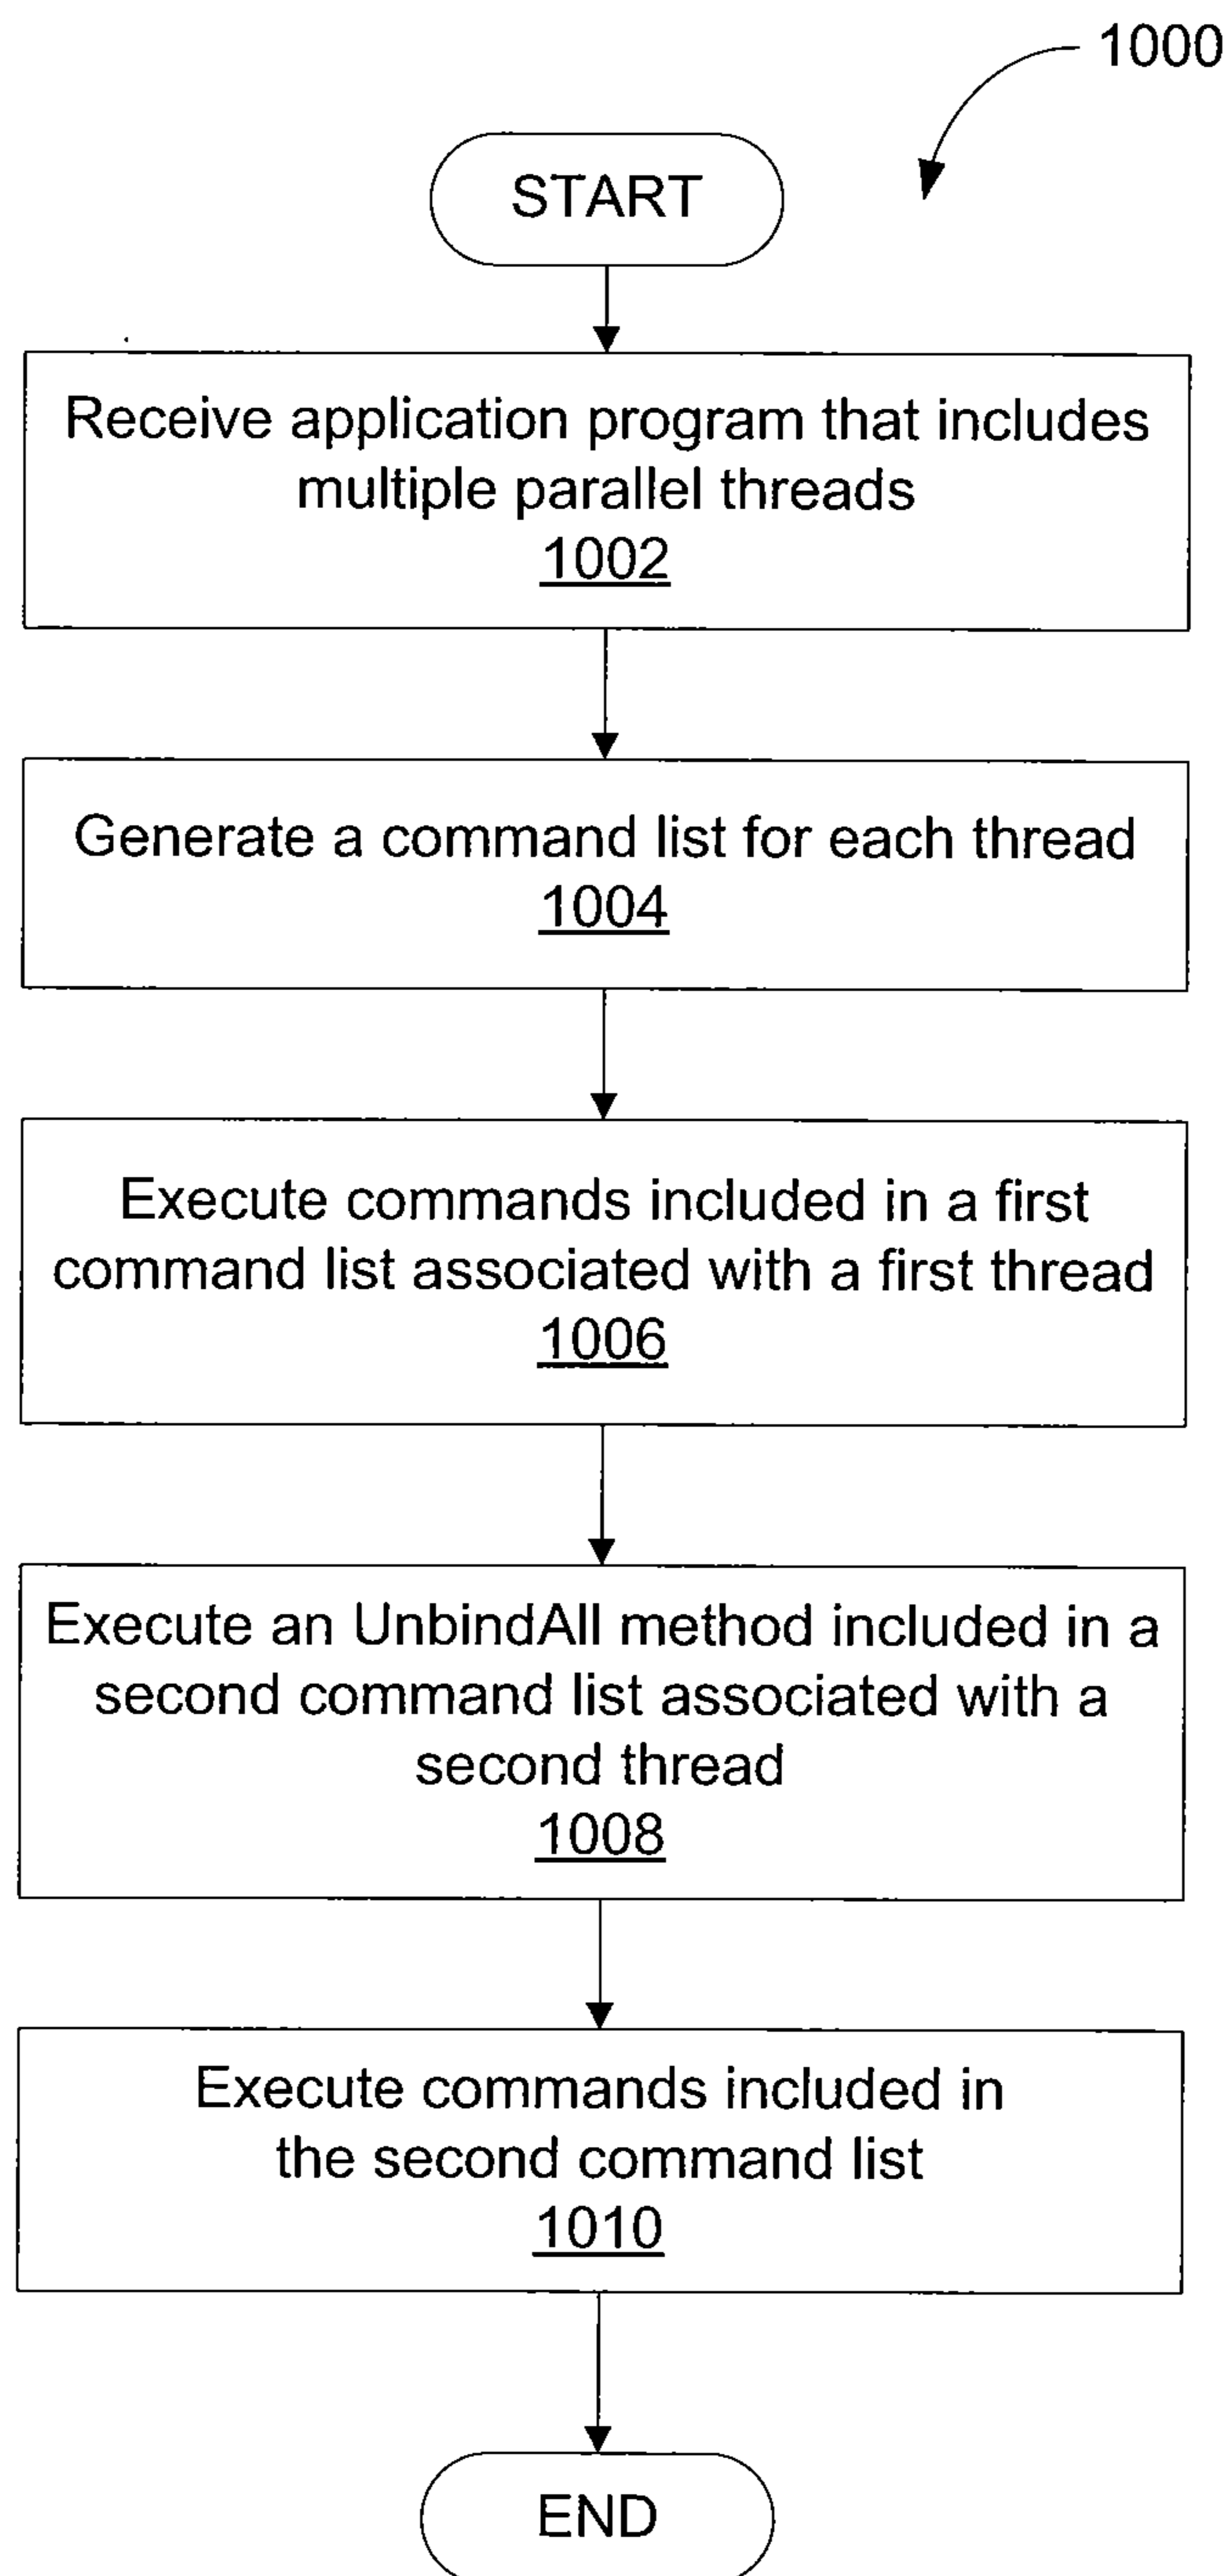 1000
START
Receive application program that includes
multiple parallel threads
1002
Generate a command list for each thread
1004
Execute commands included in a first
command list associated with a first thread
1006
Execute an UnbindAll method included in a
second command list associated with a
second thread
1008
Execute commands included in
the second command list
1010
END